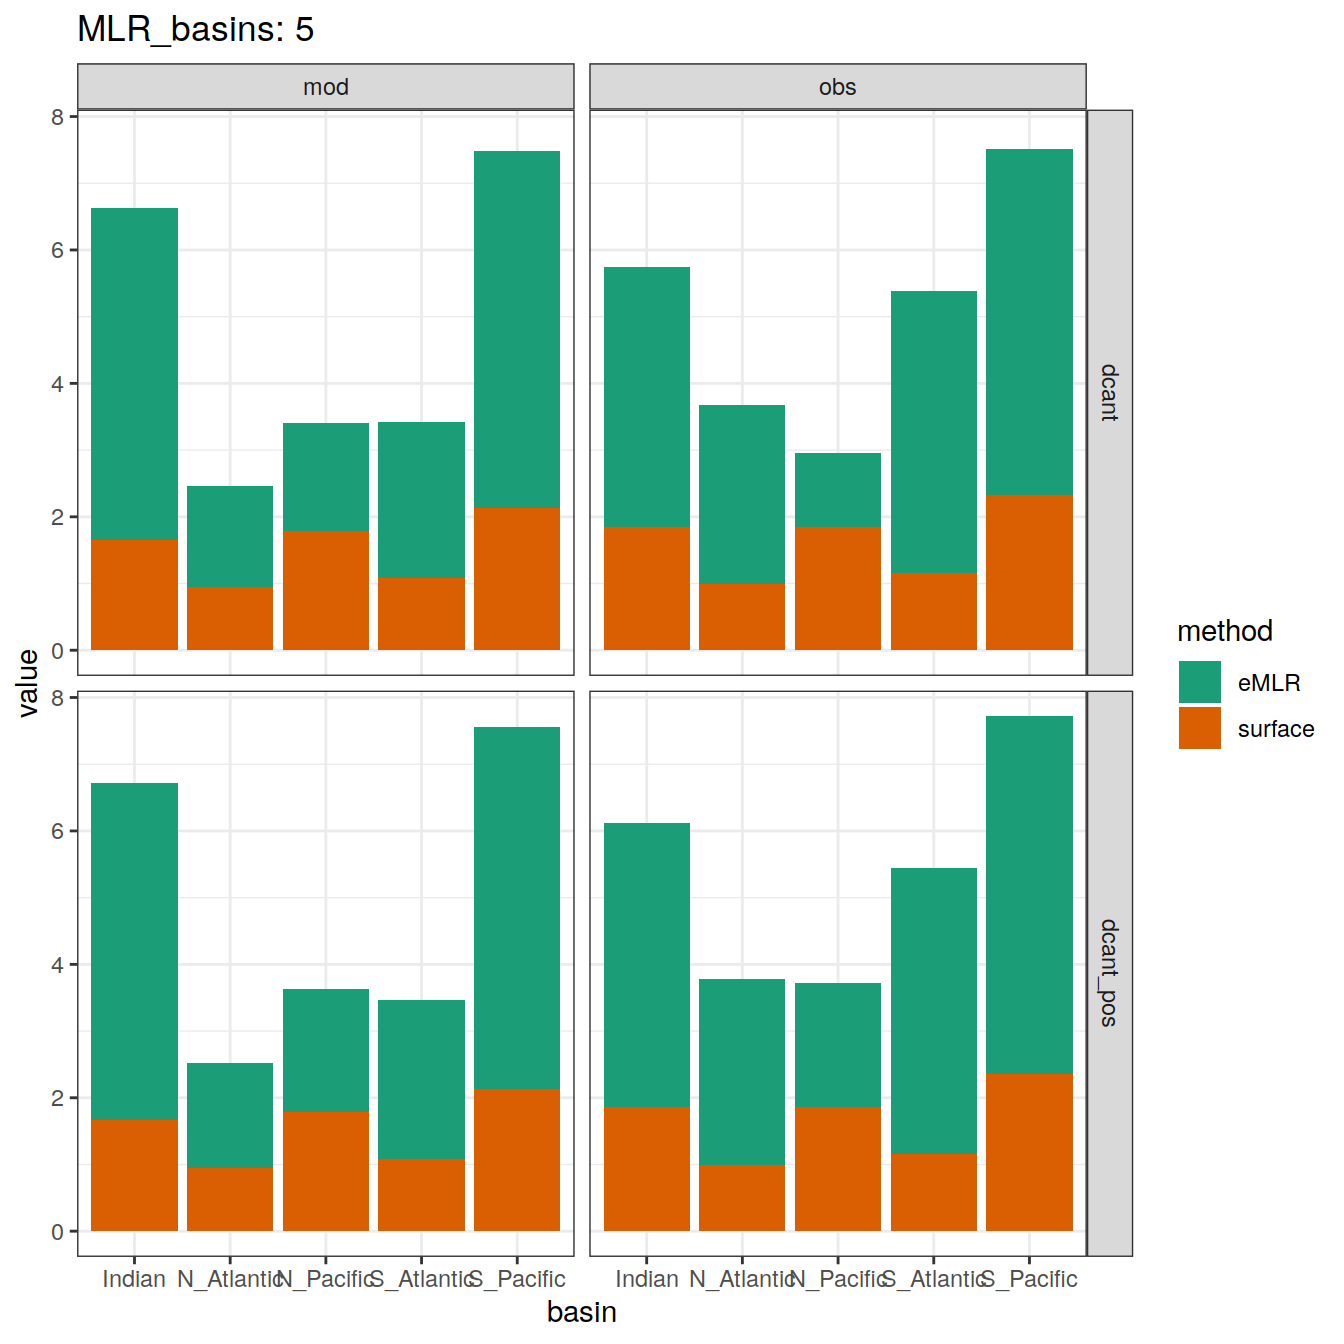 MLR_basins: 5
mod
obs
8
6
4
2
0
dcant
8
6
4
2
0
dcant_pos
value
method
eMLR
surface
Indian N_Atlantic N_Pacific S_Atlantic S_Pacific
Indian N_Atlantic N_Pacific S_Atlantic S_Pacific
basin